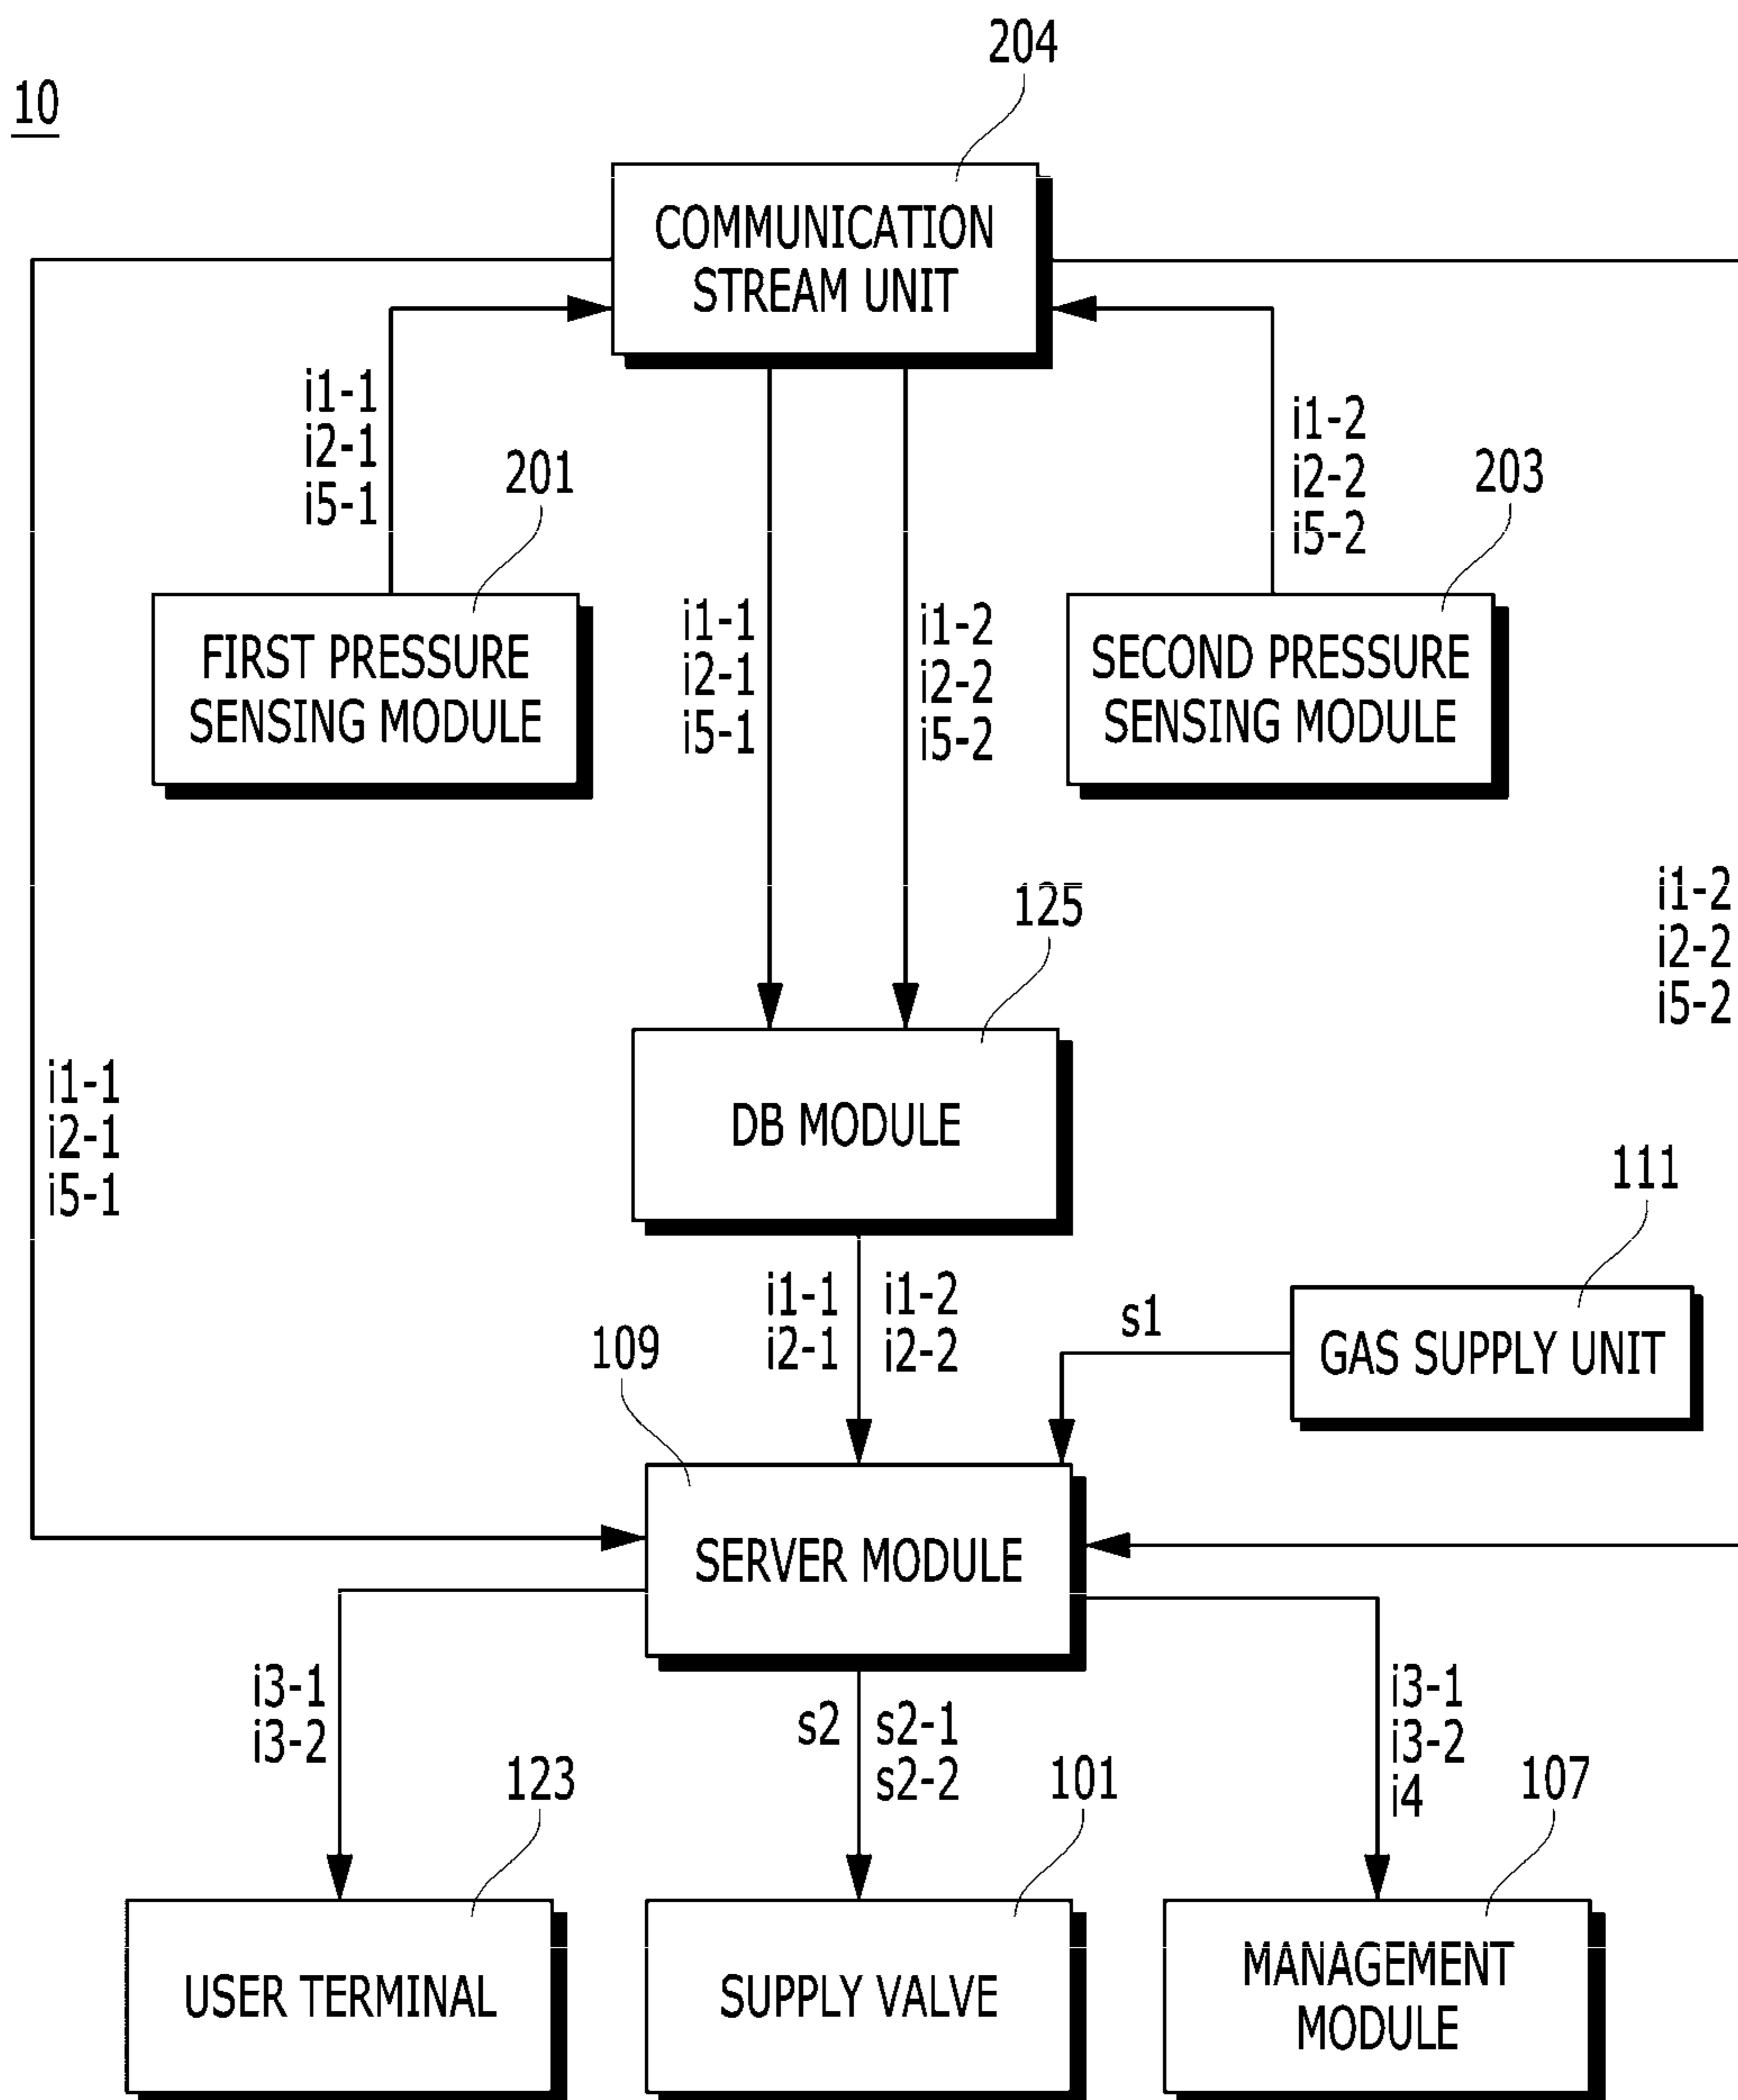 204
10
COMMUNICATION
STREAM UNIT
i1-1
i2-1
i5-1
201
i1-2
i2-2
i5-2
203
FIRST PRESSURE
SENSING MODULE
i1-1
i2-1
i5-1
i1-2
i2-2
i5-2
SECOND PRESSURE
SENSING MODULE
125
i1-2
i2-2
i5-2
DB MODULE
i1-1
i2-1
i5-1
111
i1-1
i2-1
i1-2
i2-2
s1
GAS SUPPLY UNIT
109
SERVER MODULE
i3-1
i3-2
s2
s2-1
s2-2
i3-1
i3-2
i4
123
101
107
USER TERMINAL
SUPPLY VALVE
MANAGEMENT
MODULE